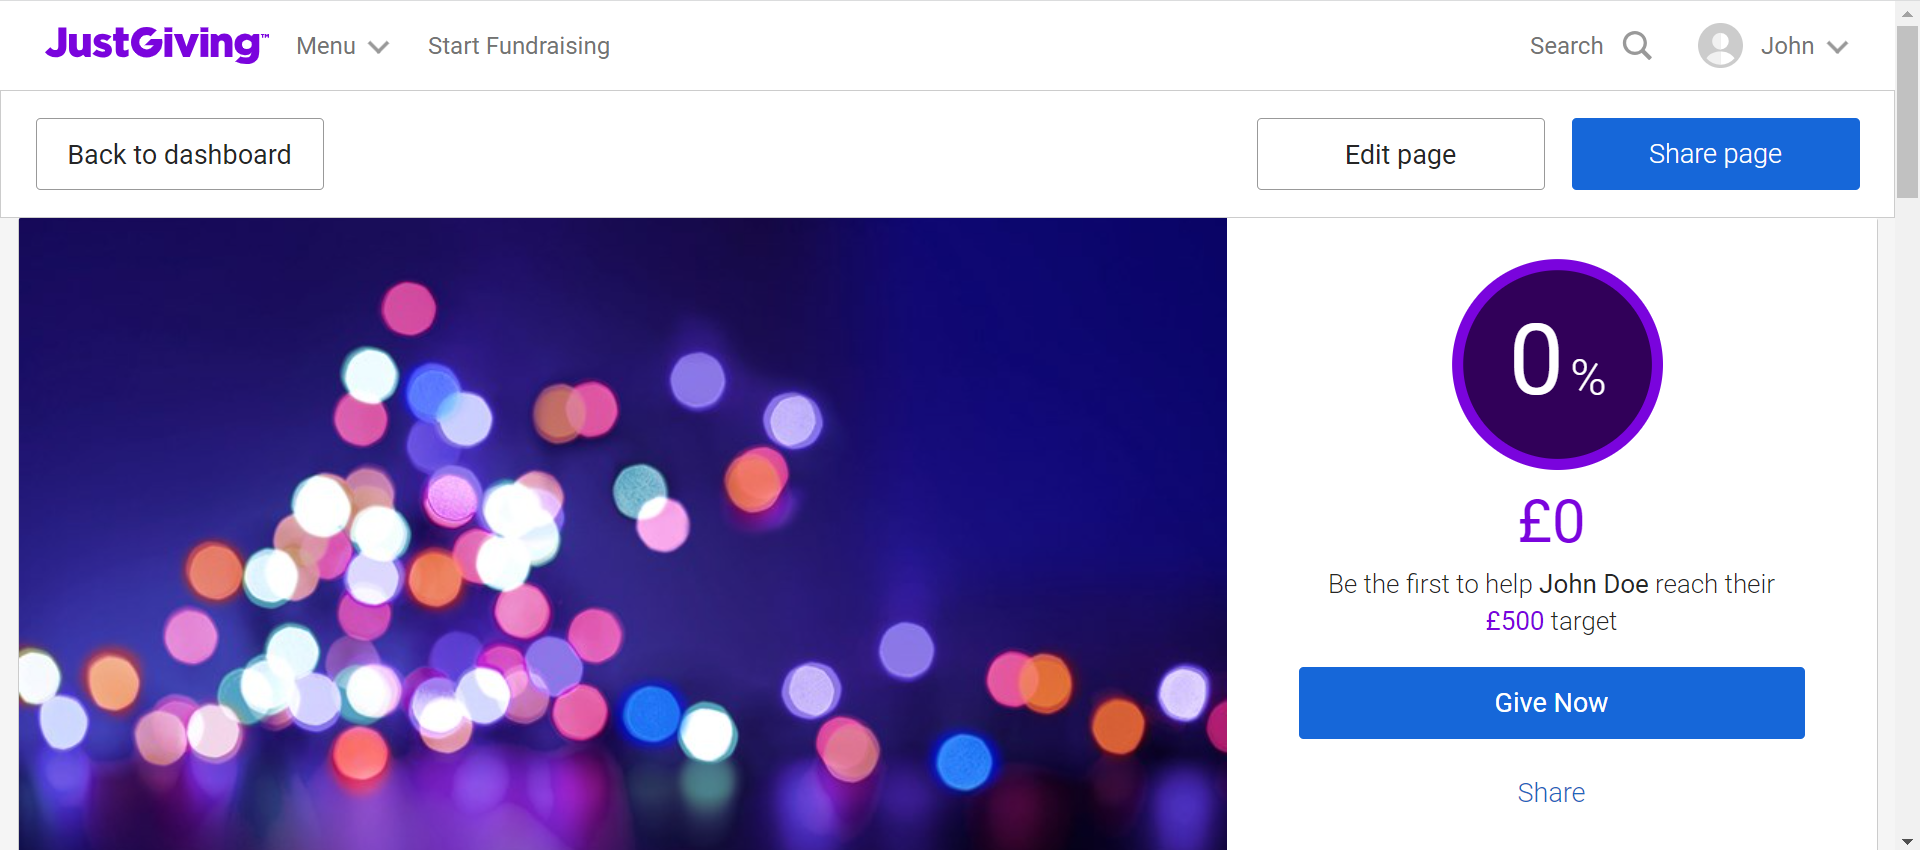 JustGiving™ Menu Start Fundraising Search John
Back to dashboard Edit page Share page
0 %
£0
Be the first to help John Doe reach their
£500 target
Give Now
Share